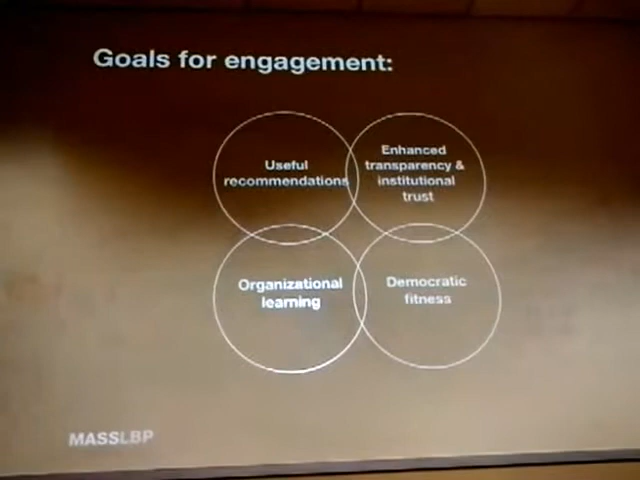 Goals for engagement:
Useful
recommendations
Enhanced
transparency &
institutional
trust
Organizational
learning
Democratic
fitness
MASSLBP